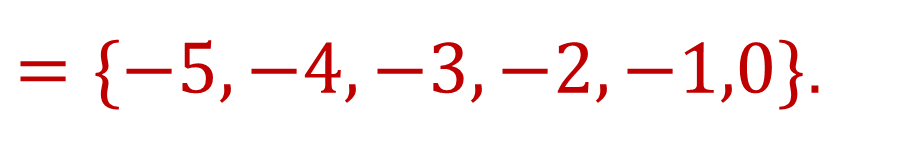 = {−5, −4, −3, −2, −1,0}.